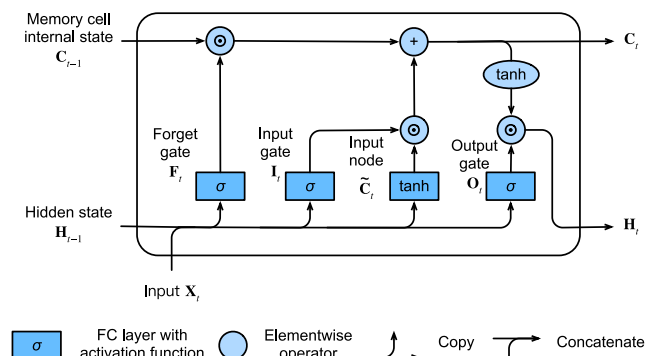 Memory cell
internal state
C_{t-1}
⊙
+
C_t
tanh
⊙
⊙
Forget
gate
F_t
Input
gate
I_t
Input
node
C̃_t
Output
gate
O_t
σ
σ
tanh
σ
Hidden state
H_{t-1}
H_t
Input X_t
σ
FC layer with
activation function
Elementwise
operator
Copy
Concatenate